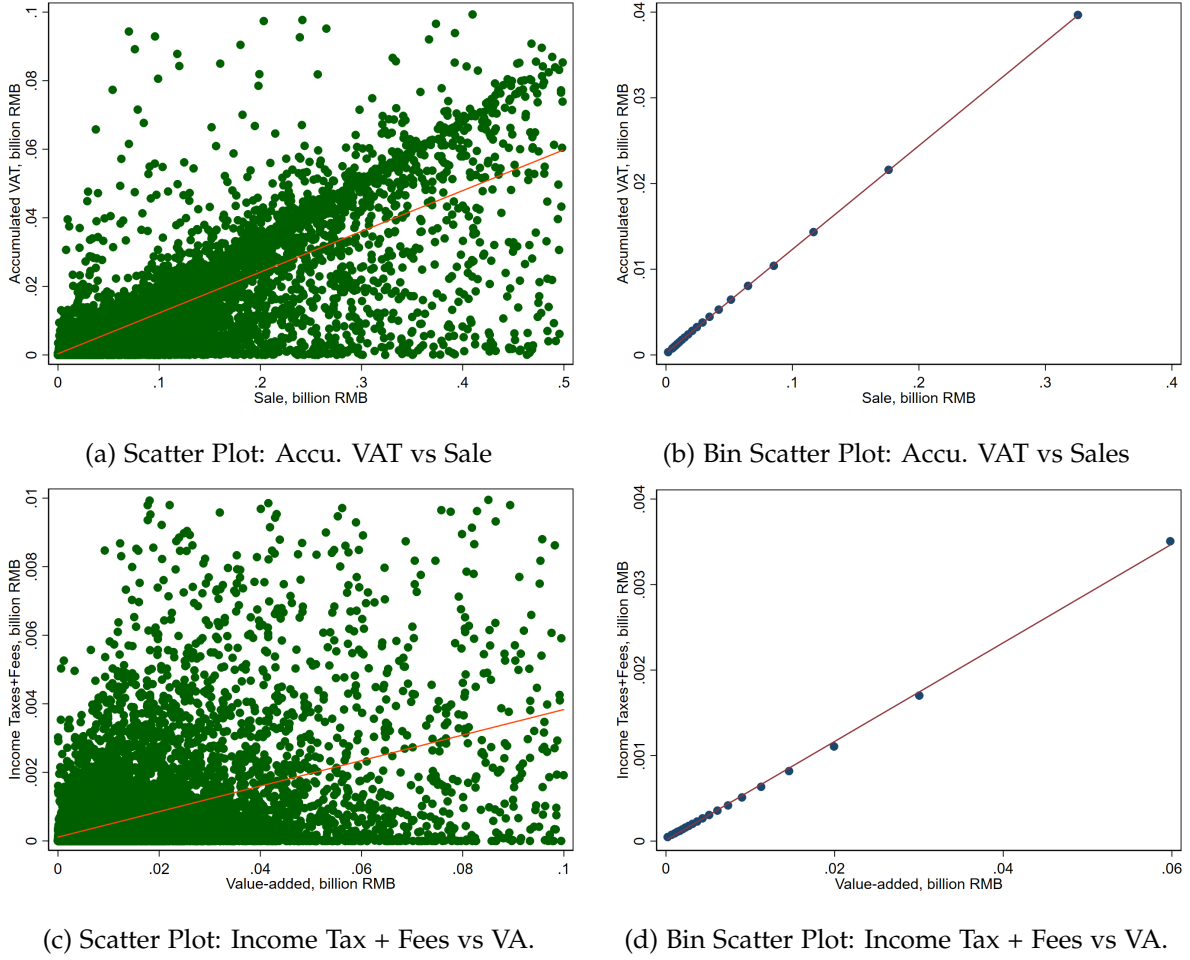 Accumulated VAT, billion RMB
0 .02 .04 .06 .08 .1
0 .1 .2 .3 .4 .5
Sale, billion RMB
(a) Scatter Plot: Accu. VAT vs Sale
Accumulated VAT, billion RMB
0 .01 .02 .03 .04
0 .1 .2 .3 .4
Sale, billion RMB
(b) Bin Scatter Plot: Accu. VAT vs Sales
Income Taxes+Fees, billion RMB
0 .002 .004 .006 .008 .01
0 .02 .04 .06 .08 .1
Value-added, billion RMB
(c) Scatter Plot: Income Tax + Fees vs VA.
Income Taxes+Fees, billion RMB
0 .001 .002 .003 .004
0 .02 .04 .06
Value-added, billion RMB
(d) Bin Scatter Plot: Income Tax + Fees vs VA.